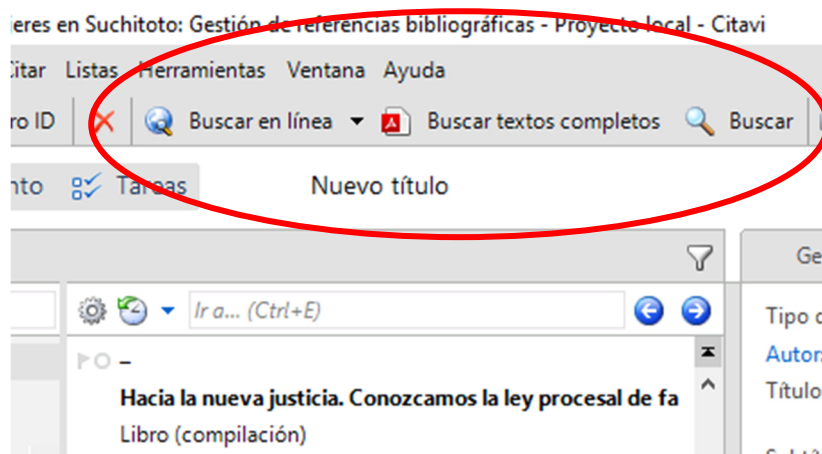 ieres en Suchitoto: Gestión de referencias bibliográficas - Proyecto local - Citavi
Citar Listas Herramientas Ventana Ayuda
ro ID Buscar en línea Buscar textos completos Buscar
nto Tareas Nuevo título
Ge
Ir a... (Ctrl+E)
Tipo d
–
Autor
Hacia la nueva justicia. Conozcamos la ley procesal de fa
Título
Libro (compilación)